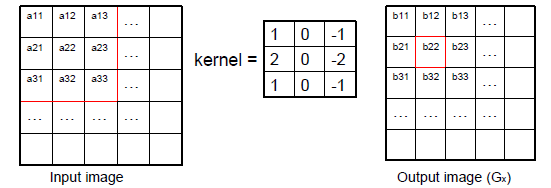 a11 a12 a13 ...
a21 a22 a23 ...
a31 a32 a33
... ... ... ...
Input image
kernel =
1 0 -1
2 0 -2
1 0 -1
b11 b12 b13 ...
b21 b22 b23 ...
b31 b32 b33 ...
... ... ... ...
Output image (Gx)